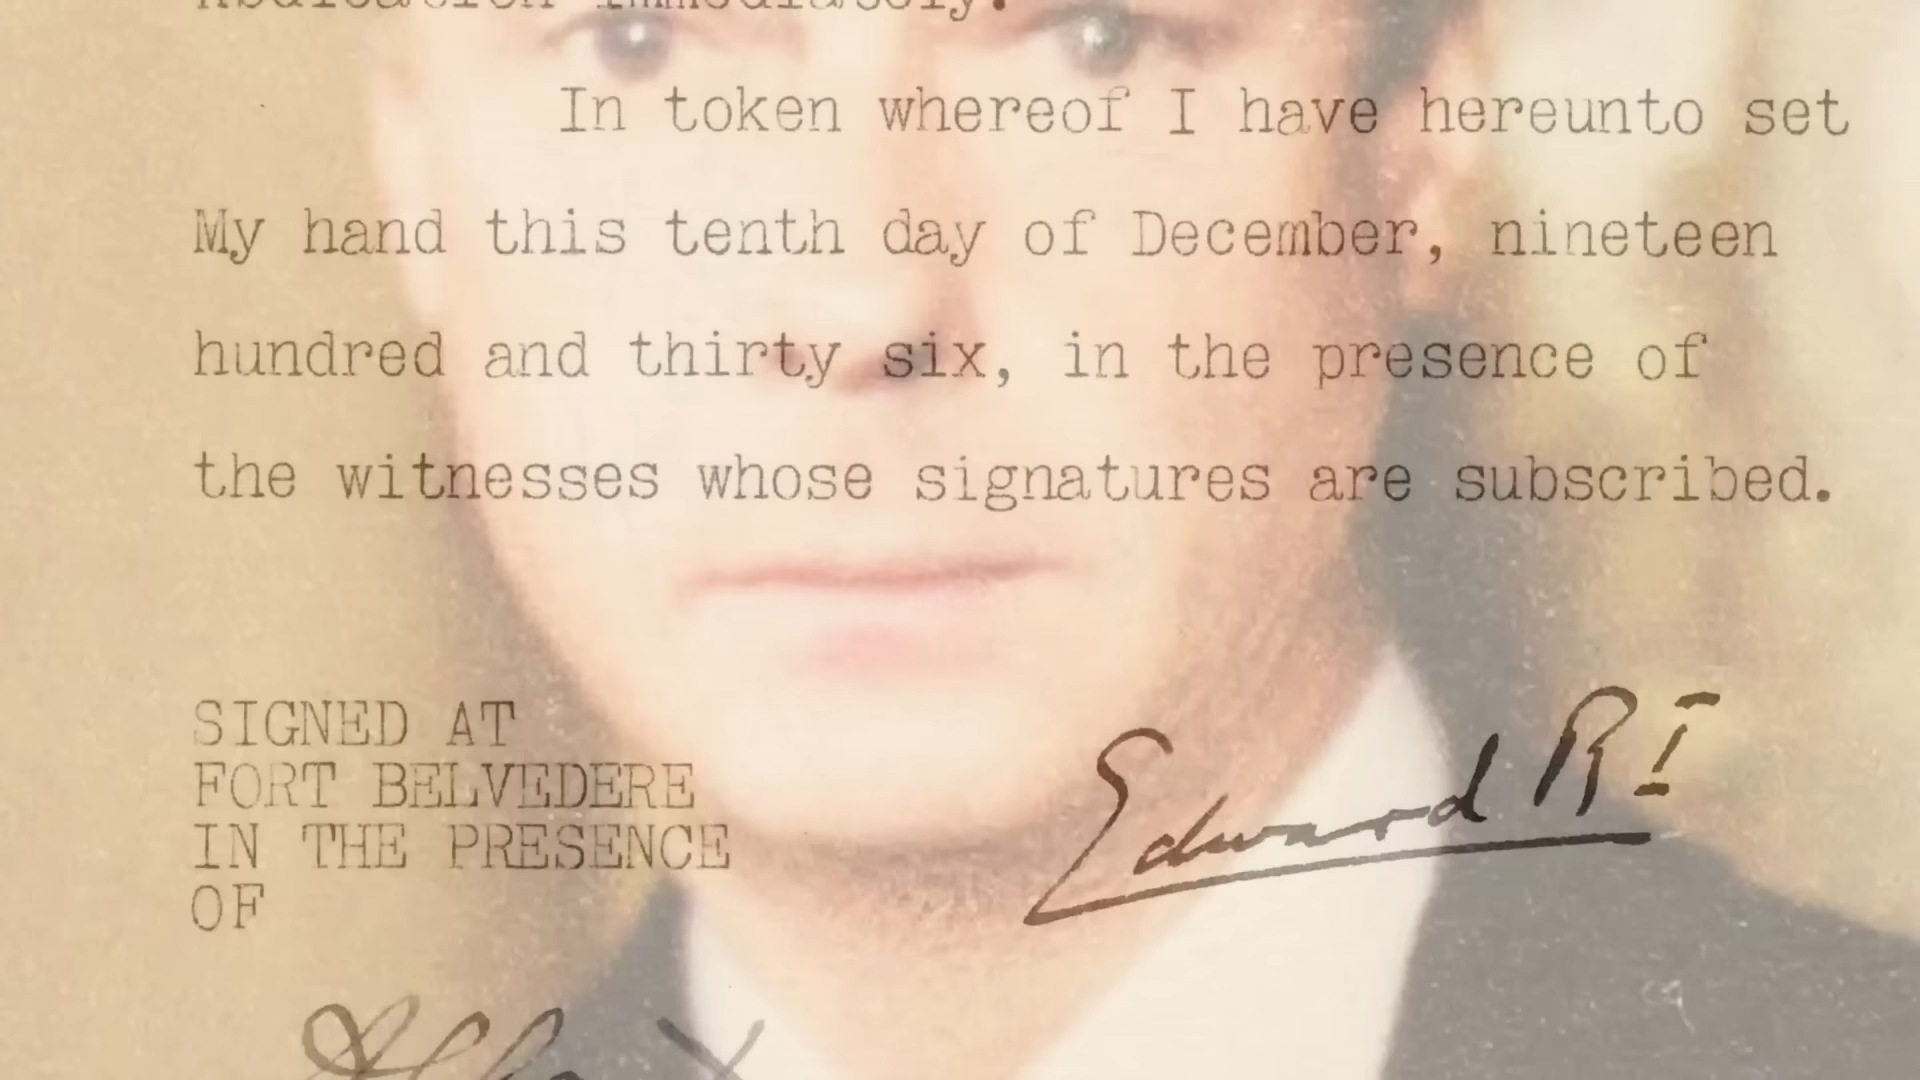 Abdication immediately.
In token whereof I have hereunto set
My hand this tenth day of December, nineteen
hundred and thirty six, in the presence of
the witnesses whose signatures are subscribed.
SIGNED AT
FORT BELVEDERE
IN THE PRESENCE
OF
Edward RI